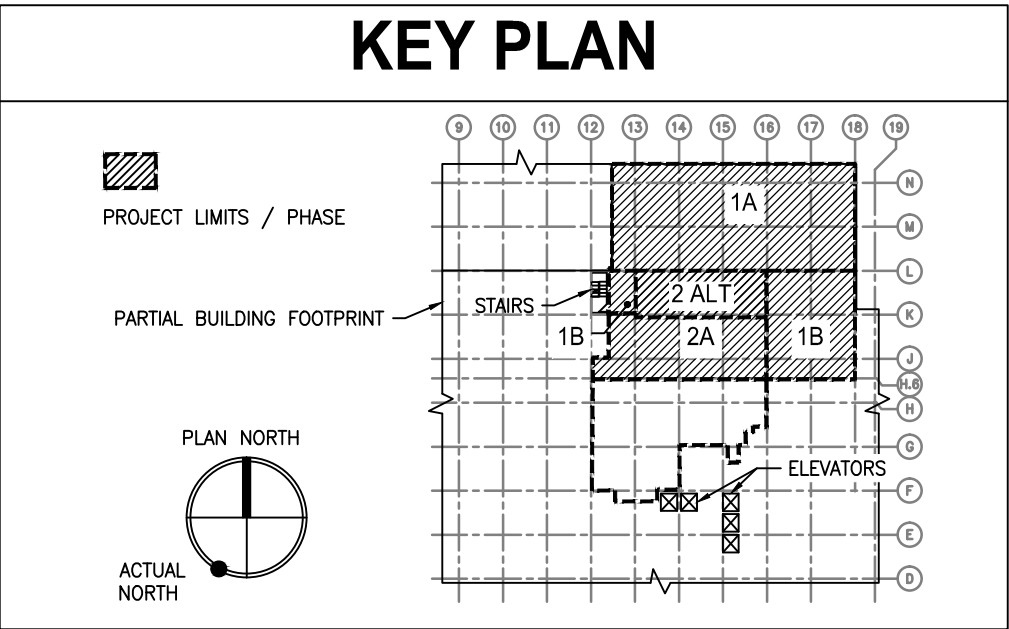 KEY PLAN
9 10 11 12 13 14 15 16 17 18 19
PROJECT LIMITS / PHASE
N
1A
M
L
2 ALT
STAIRS
K
PARTIAL BUILDING FOOTPRINT
1B
2A
1B
J
H.6
H
PLAN NORTH
G
ELEVATORS
F
E
ACTUAL
NORTH
D